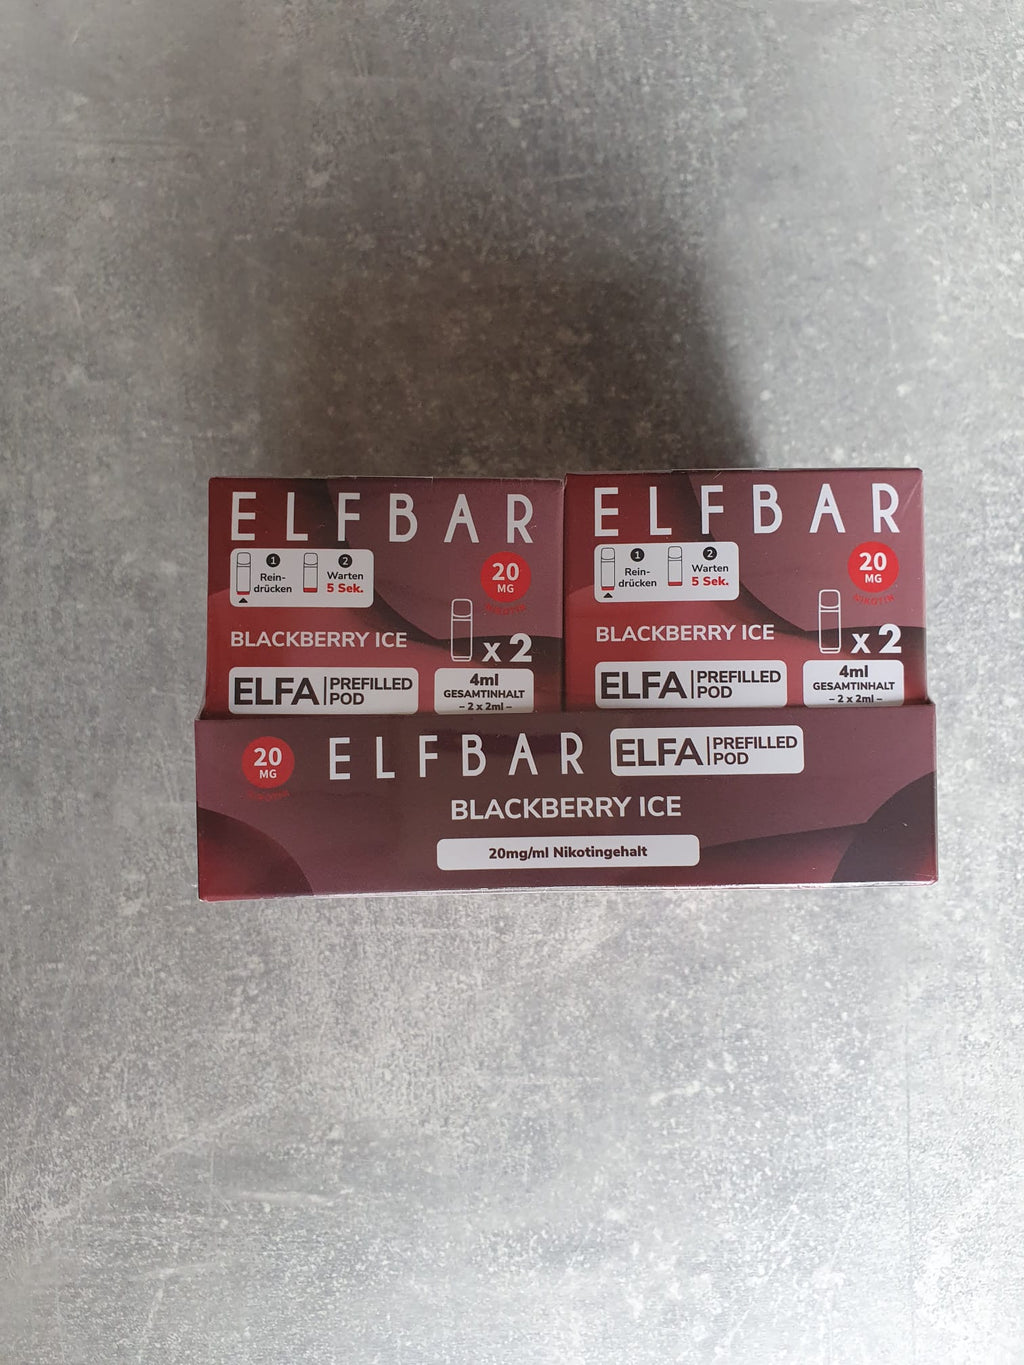 ELFBAR
1 2
Rein- Warten
drücken 5 Sek.
20
MG
NIKOTIN
BLACKBERRY ICE
x 2
ELFA PREFILLED
POD
4ml
GESAMTINHALT
– 2 x 2ml –
ELFBAR
1 2
Rein- Warten
drücken 5 Sek.
20
MG
NIKOTIN
BLACKBERRY ICE
x 2
ELFA PREFILLED
POD
4ml
GESAMTINHALT
– 2 x 2ml –
20
MG
ELFBAR
ELFA PREFILLED
POD
BLACKBERRY ICE
20mg/ml Nikotingehalt